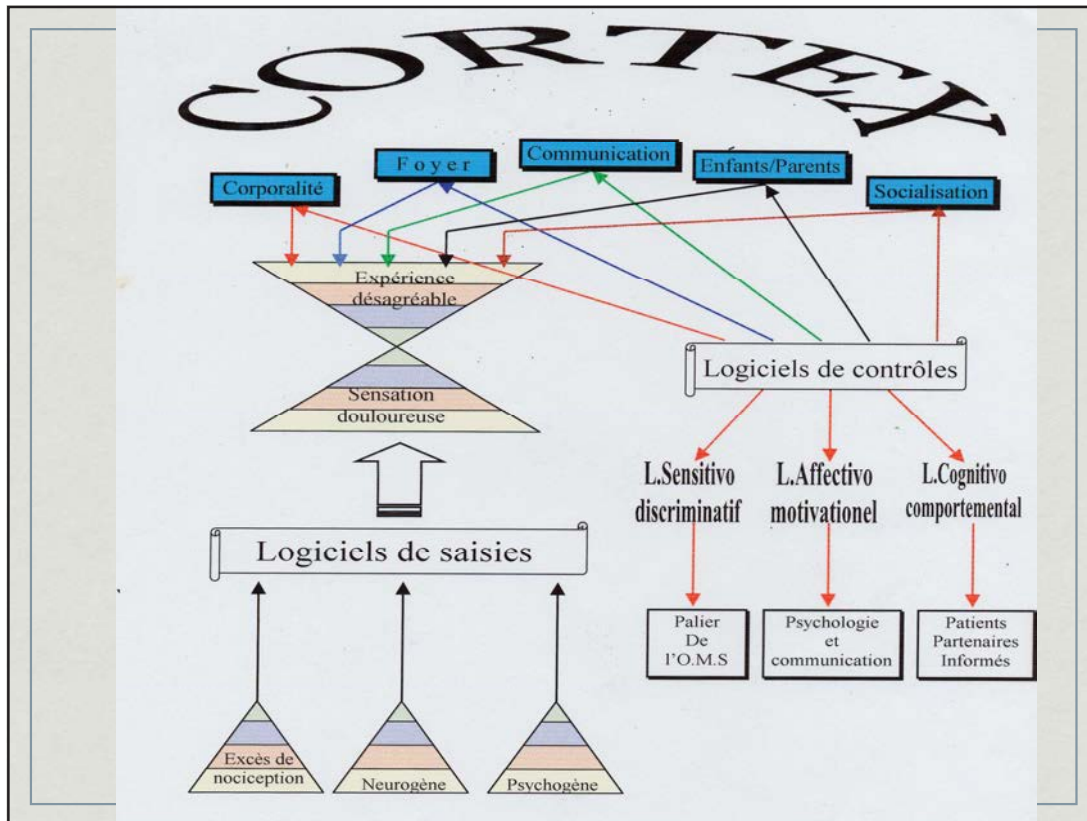 CORTEX
Corporalité
Foyer
Communication
Enfants/Parents
Socialisation
Expérience
désagréable
Sensation
douloureuse
Logiciels de contrôles
L.Sensitivo
discriminatif
L.Affectivo
motivationel
L.Cognitivo
comportemental
Logiciels de saisies
Palier
De
l'O.M.S
Psychologie
et
communication
Patients
Partenaires
Informés
Excès de
nociception
Neurogène
Psychogène